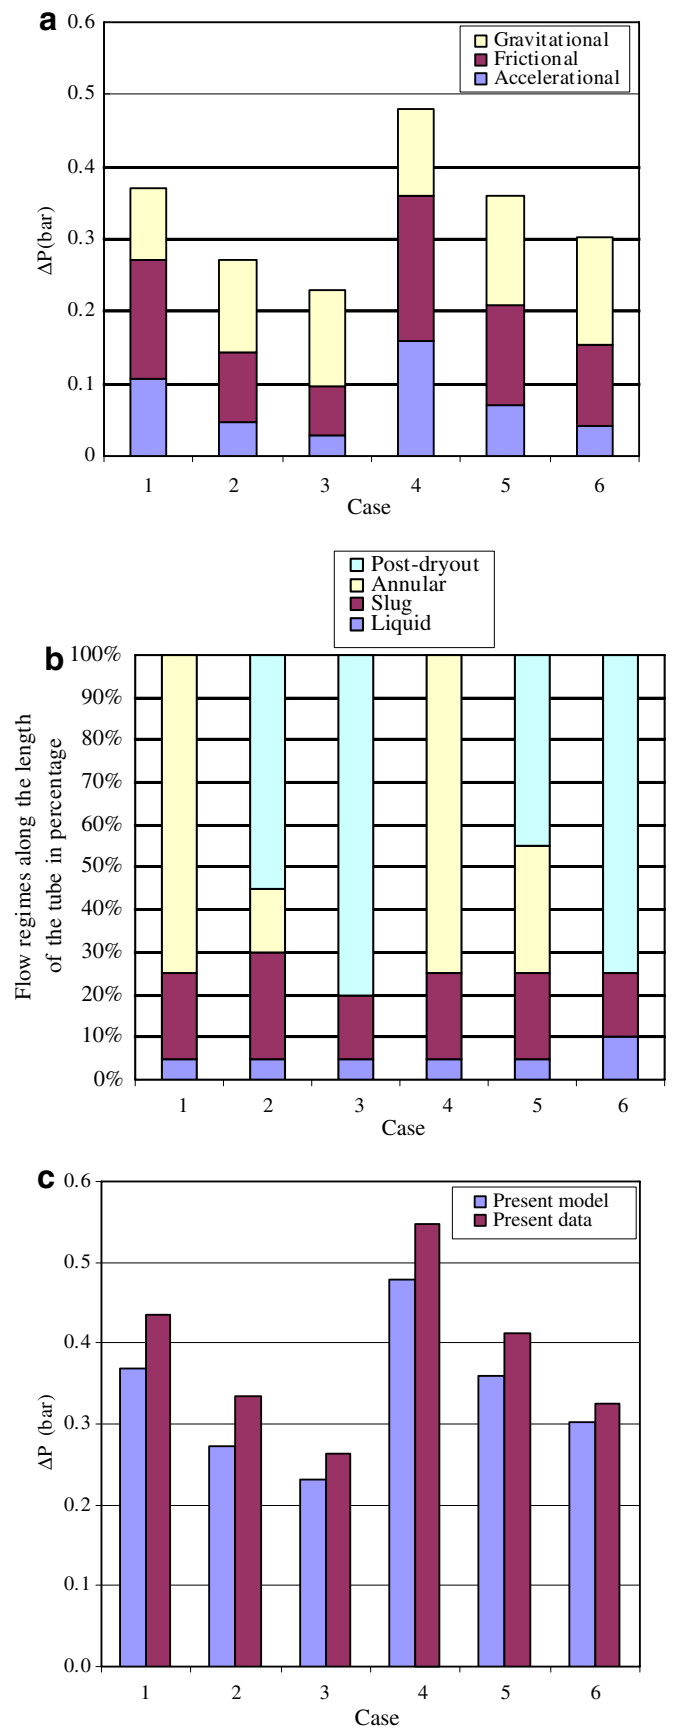 a
0.6
0.5
0.4
0.3
0.2
0.1
0
ΔP(bar)
Gravitational
Frictional
Accelerational
1 2 3 4 5 6
Case
Post-dryout
Annular
Slug
Liquid
b
100%
90%
80%
70%
60%
50%
40%
30%
20%
10%
0%
Flow regimes along the length
of the tube in percentage
1 2 3 4 5 6
Case
c
0.6
0.5
0.4
0.3
0.2
0.1
0.0
ΔP (bar)
Present model
Present data
1 2 3 4 5 6
Case